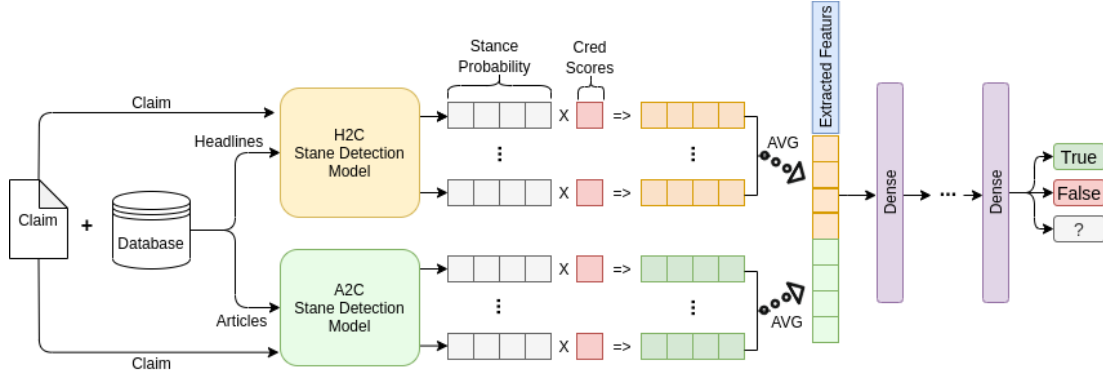 Claim
+
Database
Claim
Headlines
Articles
Claim
H2C
Stane Detection
Model
A2C
Stane Detection
Model
Stance
Probability
Cred
Scores
X
=>
...
X
=>
X
=>
...
X
=>
AVG
AVG
Extracted Featurs
Dense
...
Dense
True
False
?